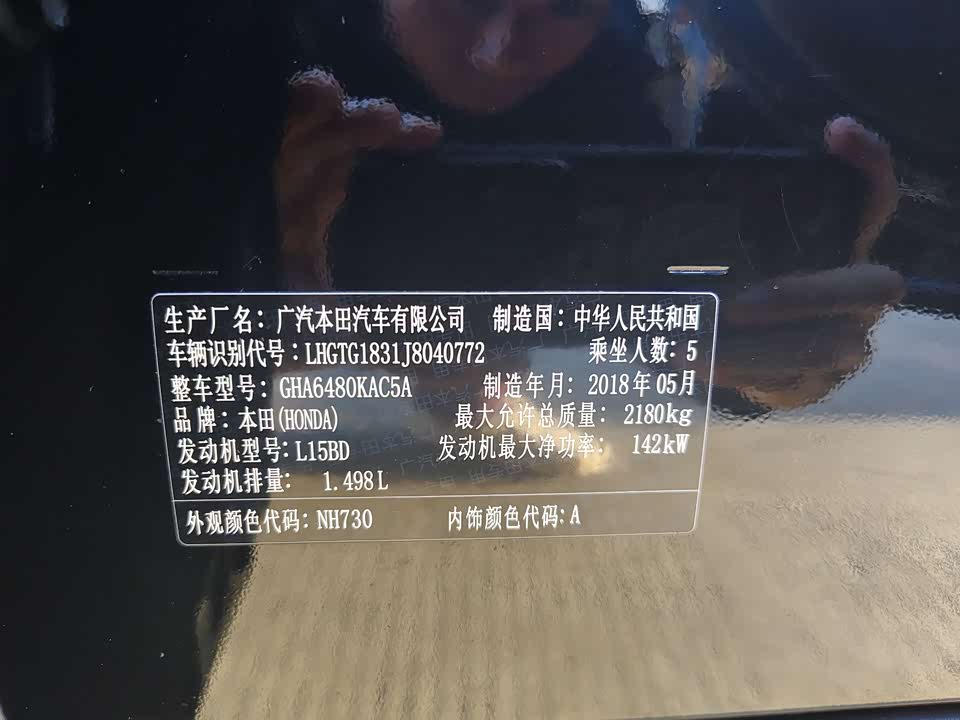 生产厂名：广汽本田汽车有限公司 制造国：中华人民共和国
车辆识别代号：LHGTG1831J8040772 乘坐人数：5
整车型号：GHA6480KAC5A 制造年月：2018年05月
品牌：本田(HONDA) 最大允许总质量：2180kg
发动机型号：L15BD 发动机最大净功率：142kW
发动机排量：1.498L
外观颜色代码：NH730 内饰颜色代码：A